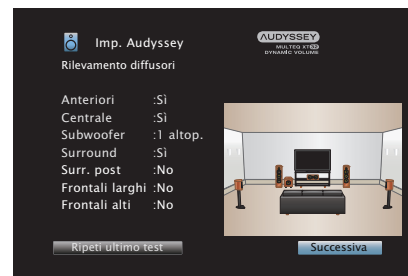 Imp. Audyssey
AUDYSSEY
MULTEQ XT32
DYNAMIC VOLUME
Rilevamento diffusori
Anteriori :Sì
Centrale :Sì
Subwoofer :1 altop.
Surround :Sì
Surr. post :No
Frontali larghi :No
Frontali alti :No
Ripeti ultimo test
Successiva